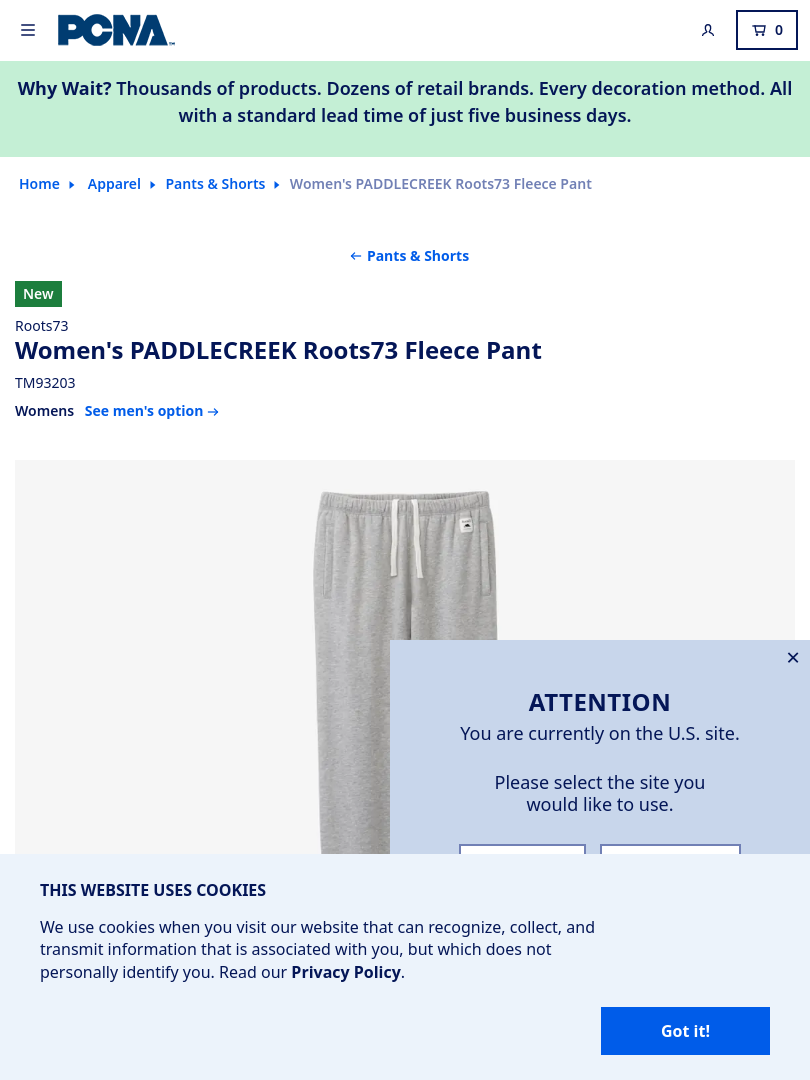 PCNA
0
Why Wait? Thousands of products. Dozens of retail brands. Every decoration method. All
with a standard lead time of just five business days.
Home Apparel Pants & Shorts Women's PADDLECREEK Roots73 Fleece Pant
← Pants & Shorts
New
Roots73
Women's PADDLECREEK Roots73 Fleece Pant
TM93203
Womens See men's option →
ATTENTION
You are currently on the U.S. site.
Please select the site you
would like to use.
THIS WEBSITE USES COOKIES
We use cookies when you visit our website that can recognize, collect, and
transmit information that is associated with you, but which does not
personally identify you. Read our Privacy Policy.
Got it!